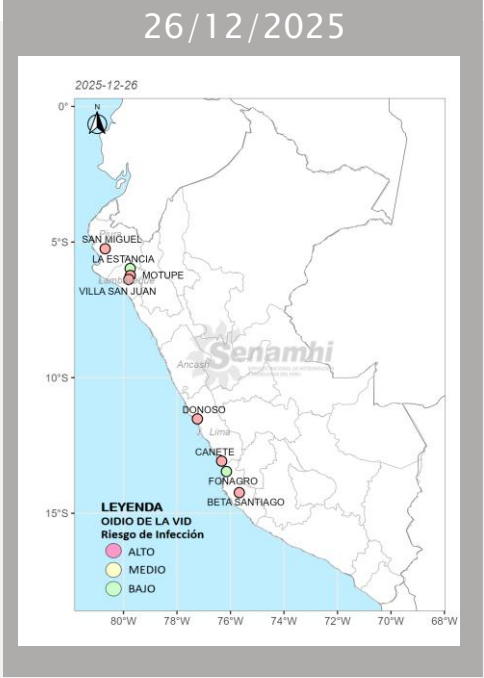 26/12/2025
2025-12-26
N
0°
5°S
10°S
15°S
Piura
SAN MIGUEL
LA ESTANCIA
MOTUPE
VILLA SAN JUAN
Ancash
Senamhi
DONOSO
Lima
CANETE
FONAGRO
BETA SANTIAGO
LEYENDA
OIDIO DE LA VID
Riesgo de Infección
ALTO
MEDIO
BAJO
80°W 78°W 76°W 74°W 72°W 70°W 68°W